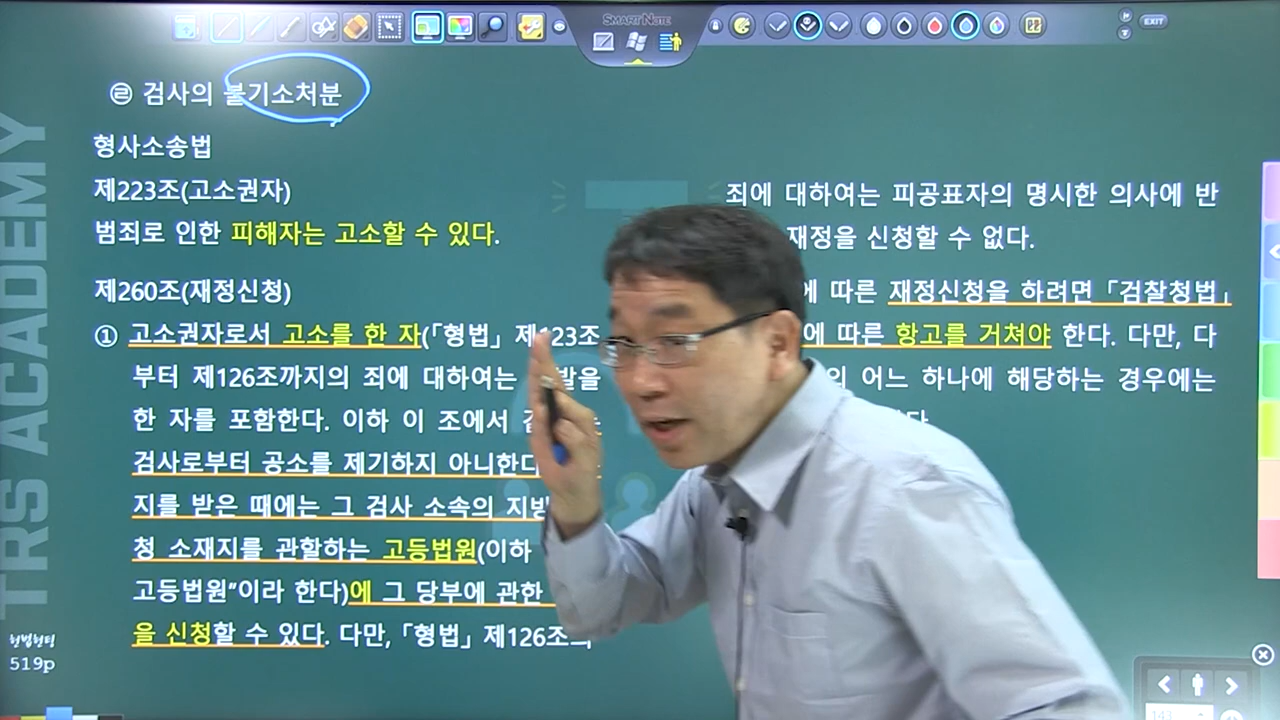 SMART NOTE
EXIT
㉣ 검사의 불기소처분
형사소송법
제223조(고소권자)
범죄로 인한 피해자는 고소할 수 있다.
제260조(재정신청)
① 고소권자로서 고소를 한 자(「형법」 제123조
부터 제126조까지의 죄에 대하여는
한 자를 포함한다. 이하 이 조에서
검사로부터 공소를 제기하지 아니한다
지를 받은 때에는 그 검사 소속의
청 소재지를 관할하는 고등법원(이하
고등법원”이라 한다)에 그 당부에 관한
을 신청할 수 있다. 다만, 「형법」 제126조의
죄에 대하여는 피공표자의 명시한 의사에 반
재정을 신청할 수 없다.
에 따른 재정신청을 하려면 「검찰청법」
에 따른 항고를 거쳐야 한다. 다만, 다
어느 하나에 해당하는 경우에는
TRS ACADEMY
519p
143